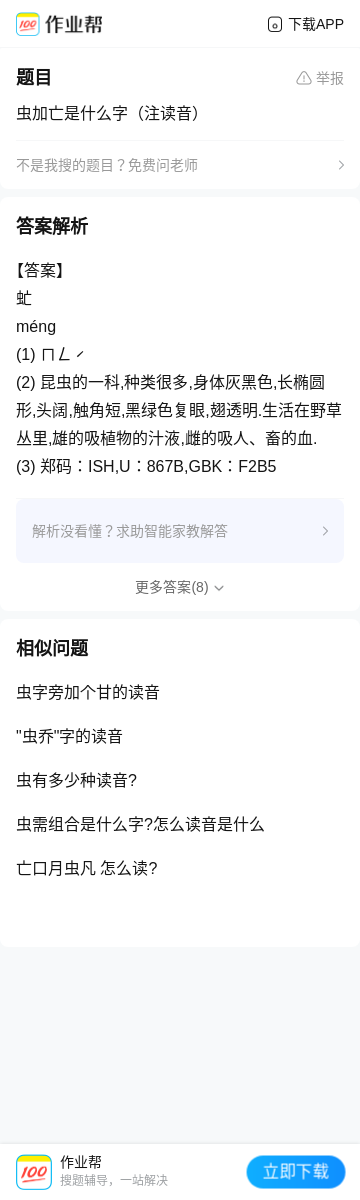 作业帮
下载APP
题目
举报
虫加亡是什么字（注读音）
不是我搜的题目？免费问老师
答案解析
【答案】
虻
méng
(1) ㄇㄥˊ
(2) 昆虫的一科,种类很多,身体灰黑色,长椭圆
形,头阔,触角短,黑绿色复眼,翅透明.生活在野草
丛里,雄的吸植物的汁液,雌的吸人、畜的血.
(3) 郑码：ISH,U：867B,GBK：F2B5
解析没看懂？求助智能家教解答
更多答案(8)
相似问题
虫字旁加个甘的读音
"虫乔"字的读音
虫有多少种读音?
虫需组合是什么字?怎么读音是什么
亡口月虫凡 怎么读?
100
作业帮
搜题辅导，一站解决
立即下载